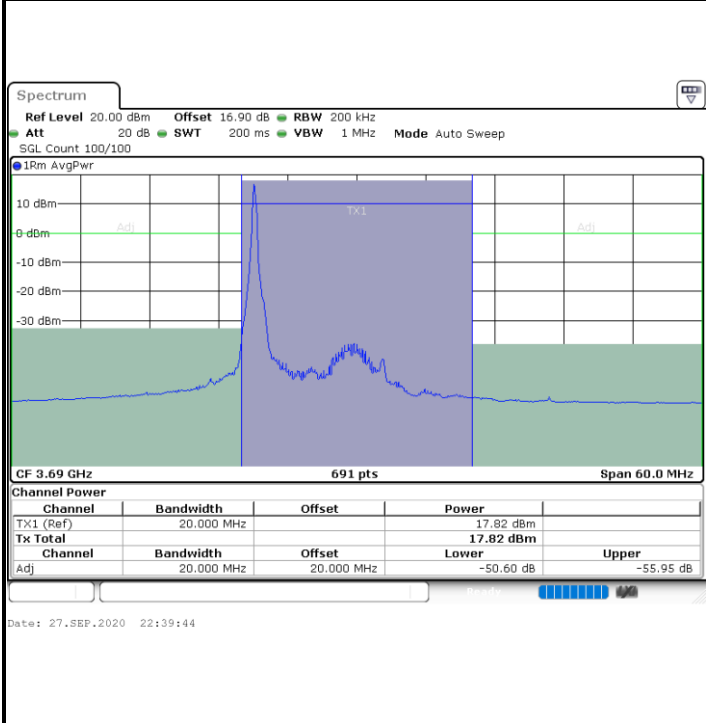 Spectrum
Ref Level 20.00 dBm Offset 16.90 dB RBW 200 kHz
Att 20 dB SWT 200 ms VBW 1 MHz Mode Auto Sweep
SGL Count 100/100
1Rm AvgPwr
10 dBm
TX1
Adj
Adj
0 dBm
-10 dBm
-20 dBm
-30 dBm
CF 3.69 GHz 691 pts Span 60.0 MHz
Channel Power
Channel Bandwidth Offset Power
TX1 (Ref) 20.000 MHz 17.82 dBm
Tx Total 17.82 dBm
Channel Bandwidth Offset Lower Upper
Adj 20.000 MHz 20.000 MHz -50.60 dB -55.95 dB
Ready
Date: 27.SEP.2020 22:39:44